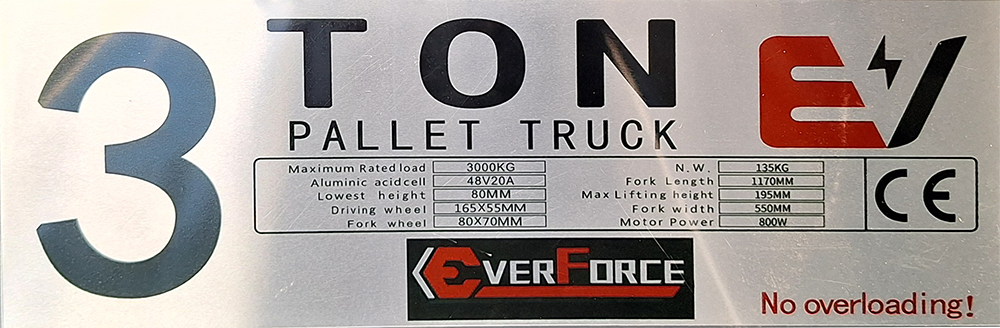 3 TON
PALLET TRUCK
EV
Maximum Rated load 3000KG
Aluminic acidcell 48V20A
Lowest height 80MM
Driving wheel 165X55MM
Fork wheel 80X70MM
N.W. 135KG
Fork Length 1170MM
Max Lifting height 195MM
Fork width 550MM
Motor Power 800W
CE
EVERFORCE
No overloading!